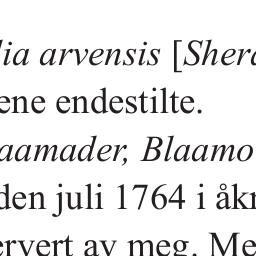 lia arvensis [Shera
ene endestilte.
aamader, Blaamo
den juli 1764 i åkr
ervert av meg. Me